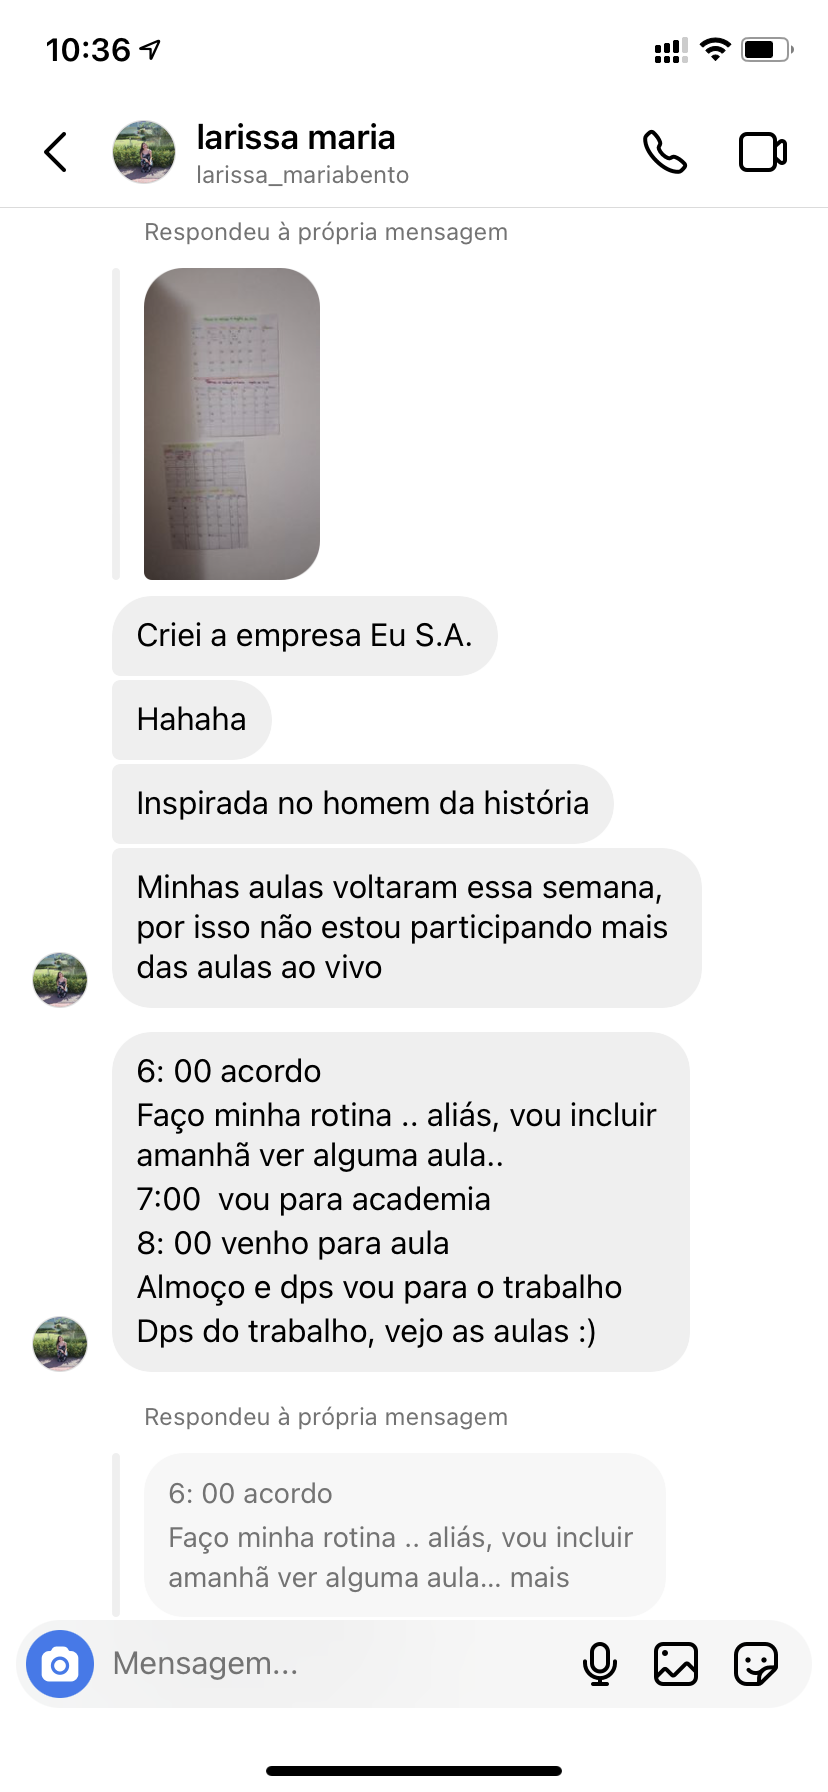 10:36
larissa maria
larissa_mariabento
Respondeu à própria mensagem
Criei a empresa Eu S.A.
Hahaha
Inspirada no homem da história
Minhas aulas voltaram essa semana,
por isso não estou participando mais
das aulas ao vivo
6: 00 acordo
Faço minha rotina .. aliás, vou incluir
amanhã ver alguma aula..
7:00  vou para academia
8: 00 venho para aula
Almoço e dps vou para o trabalho
Dps do trabalho, vejo as aulas :)
Respondeu à própria mensagem
6: 00 acordo
Faço minha rotina .. aliás, vou incluir
amanhã ver alguma aula... mais
Mensagem...